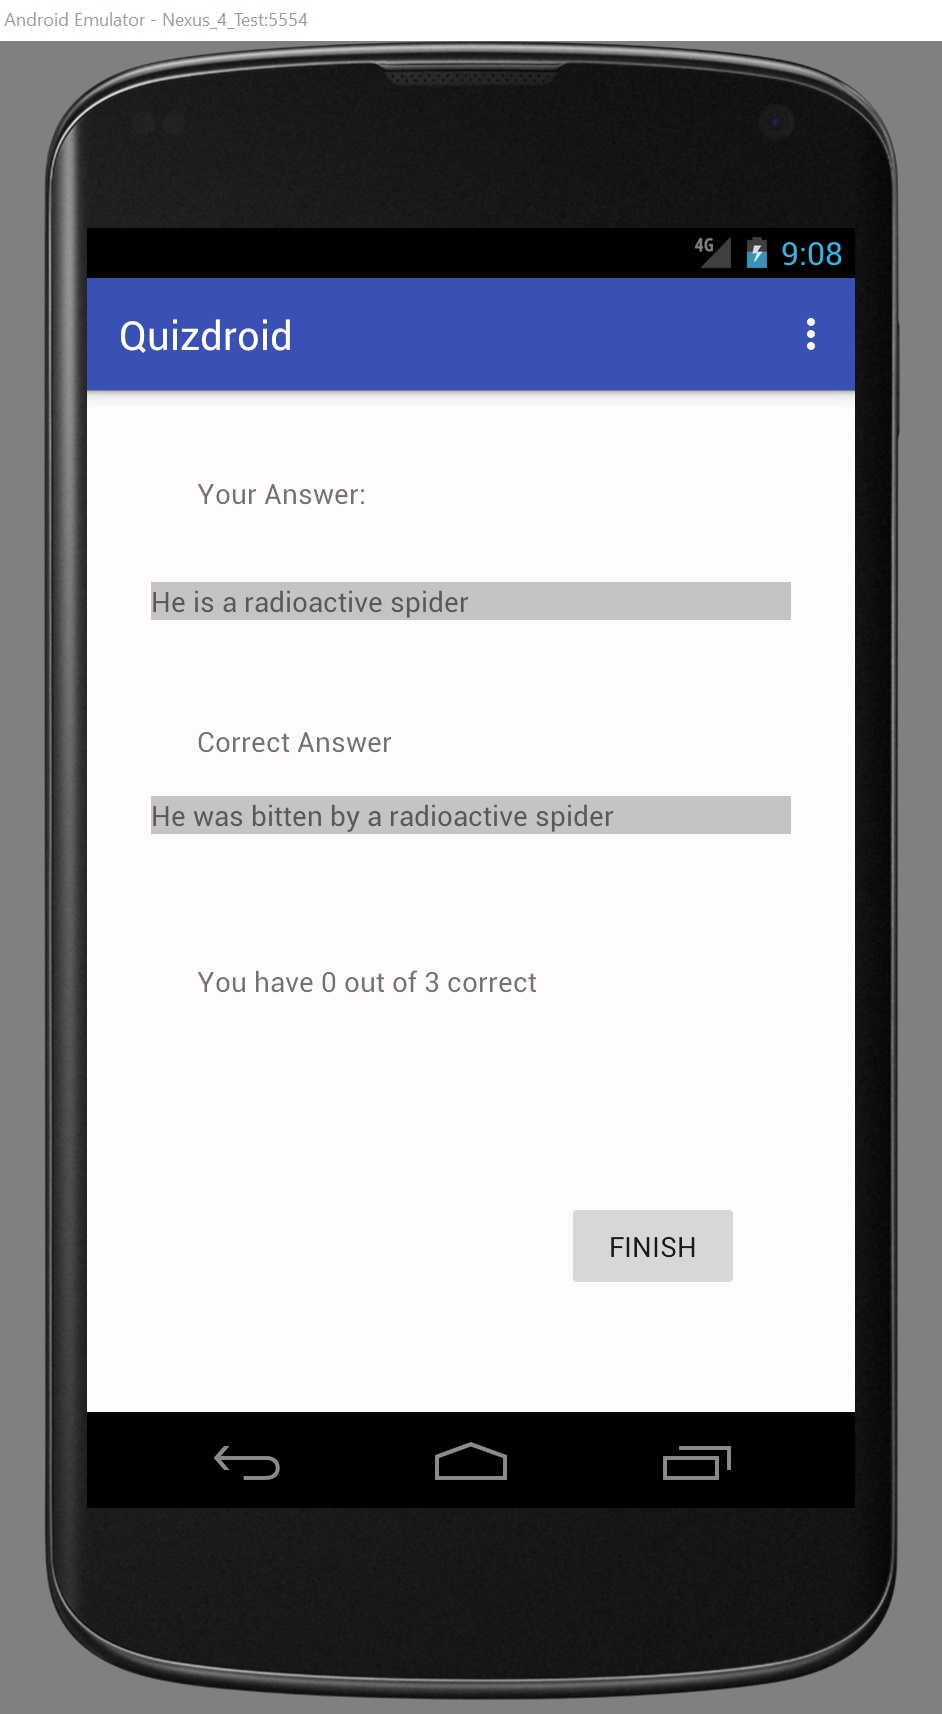 Android Emulator - Nexus_4_Test:5554
4G 9:08
Quizdroid
Your Answer:
He is a radioactive spider
Correct Answer
He was bitten by a radioactive spider
You have 0 out of 3 correct
FINISH